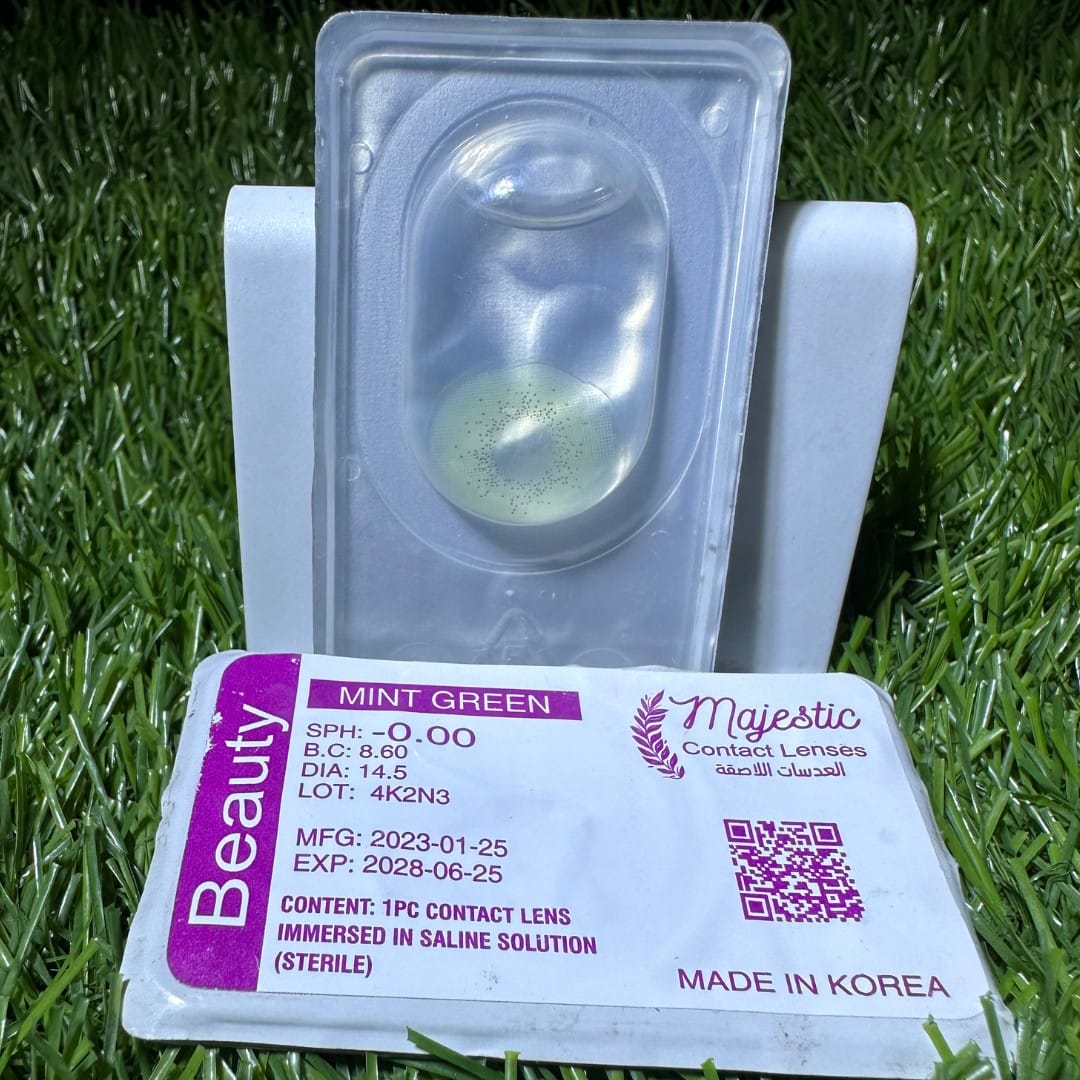 Beauty
MINT GREEN
SPH: -0.00
B.C: 8.60
DIA: 14.5
LOT: 4K2N3
MFG: 2023-01-25
EXP: 2028-06-25
CONTENT: 1PC CONTACT LENS
IMMERSED IN SALINE SOLUTION
(STERILE)
Majestic
Contact Lenses
العدسات اللاصقة
MADE IN KOREA